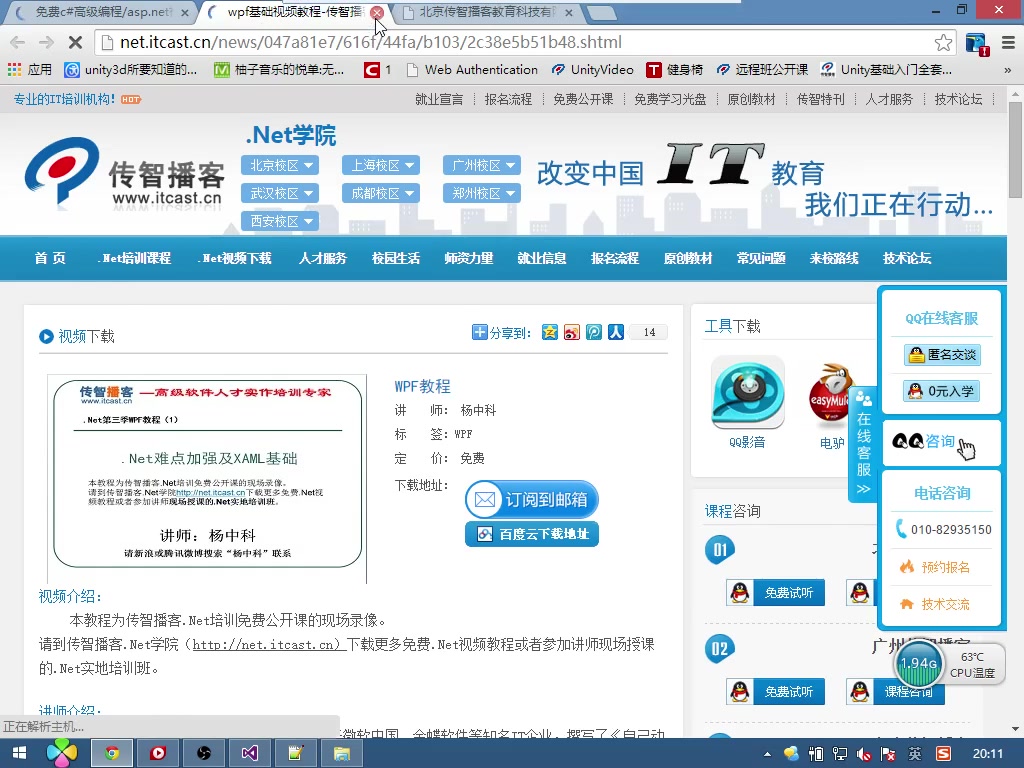 免费c#高级编程/asp.net
wpf基础视频教程-传智播
北京传智播客教育科技有
net.itcast.cn/news/047a81e7/616f/44fa/b103/2c38e5b51b48.shtml
应用 unity3d所要知道的... 柚子音乐的悦单:无... 1 Web Authentication UnityVideo 健身椅 远程班公开课 Unity基础入门全套... »
专业的IT培训机构! HOT
就业宣言 报名流程 免费公开课 免费学习光盘 原创教材 传智特刊 人才服务 技术论坛
.Net学院
传智播客
www.itcast.cn
北京校区 上海校区 广州校区
武汉校区 成都校区 郑州校区
西安校区
改变中国 IT 教育
我们正在行动...
首 页 .Net培训课程 .Net视频下载 人才服务 校园生活 师资力量 就业信息 报名流程 原创教材 常见问题 来校路线 技术论坛
视频下载
分享到: 14
传智播客 —高级软件人才实作培训专家
www.itcast.cn
.Net第三季WPF教程(1)
.Net难点加强及XAML基础
本教程为传智播客.Net培训免费公开课的现场录像。
请到传智播客.Net学院http://net.itcast.cn下载更多免费.Net视
频教程或者参加讲师现场授课的.Net实地培训班。
讲师：杨中科
请新浪或腾讯微博搜索“杨中科”联系
WPF教程
讲 师: 杨中科
标 签: WPF
定 价: 免费
下载地址:
订阅到邮箱
百度云下载地址
视频介绍:
本教程为传智播客.Net培训免费公开课的现场录像。
请到传智播客.Net学院（http://net.itcast.cn）下载更多免费.Net视频教程或者参加讲师现场授课
的.Net实地培训班。
讲师介绍:
微软中国、金蝶软件等知名IT企业，撰写了《自己动
工具下载
QQ影音
easyMule
电驴
课程咨询
01
免费试听
02
广州传智播客
免费试听 课程咨询
在线客服
>>
QQ在线客服
匿名交谈
0元入学
QQ咨询
电话咨询
010-82935150
预约报名
技术交流
1.94G
63℃
CPU温度
正在解析主机...
英
20:11